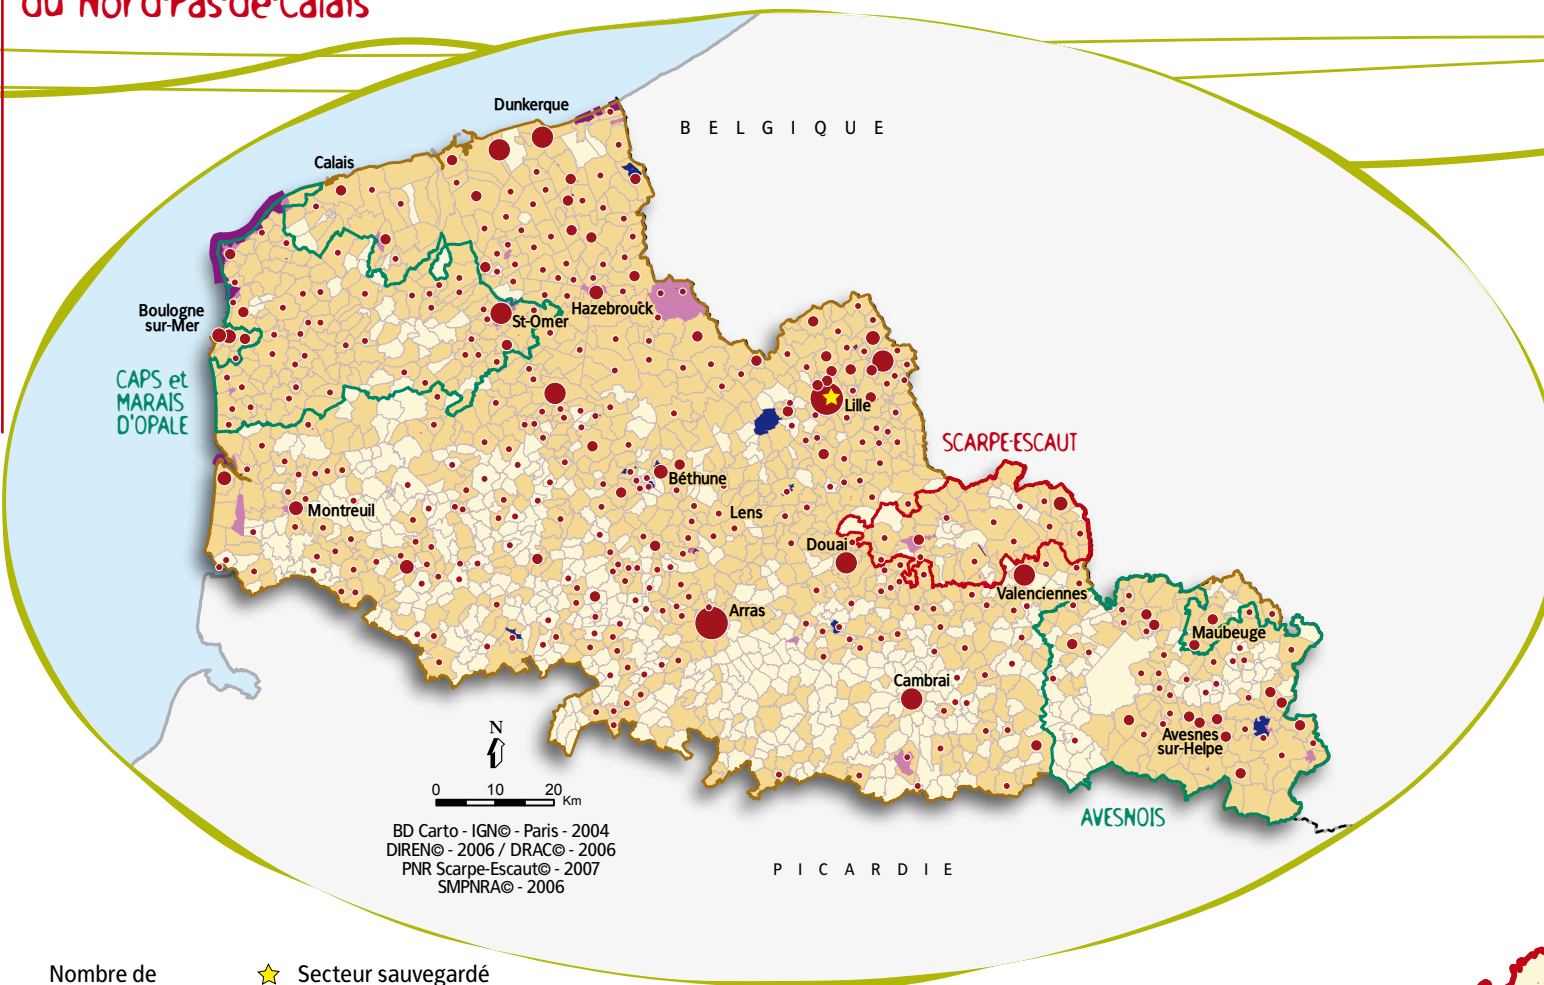 du Nord-Pas-de-Calais
Dunkerque
BELGIQUE
Calais
Boulogne
sur-Mer
Hazebrouck
St-Omer
CAPS et
MARAIS
D'OPALE
Lille
SCARPE-ESCAUT
Béthune
Montreuil
Lens
Douai
Valenciennes
Arras
Maubeuge
Cambrai
Avesnes
sur-Helpe
N
0 10 20
Km
AVESNOIS
BD Carto - IGN© - Paris - 2004
DIREN© - 2006 / DRAC© - 2006
PNR Scarpe-Escaut© - 2007
SMPNRA© - 2006
PICARDIE
Nombre de
Secteur sauvegardé